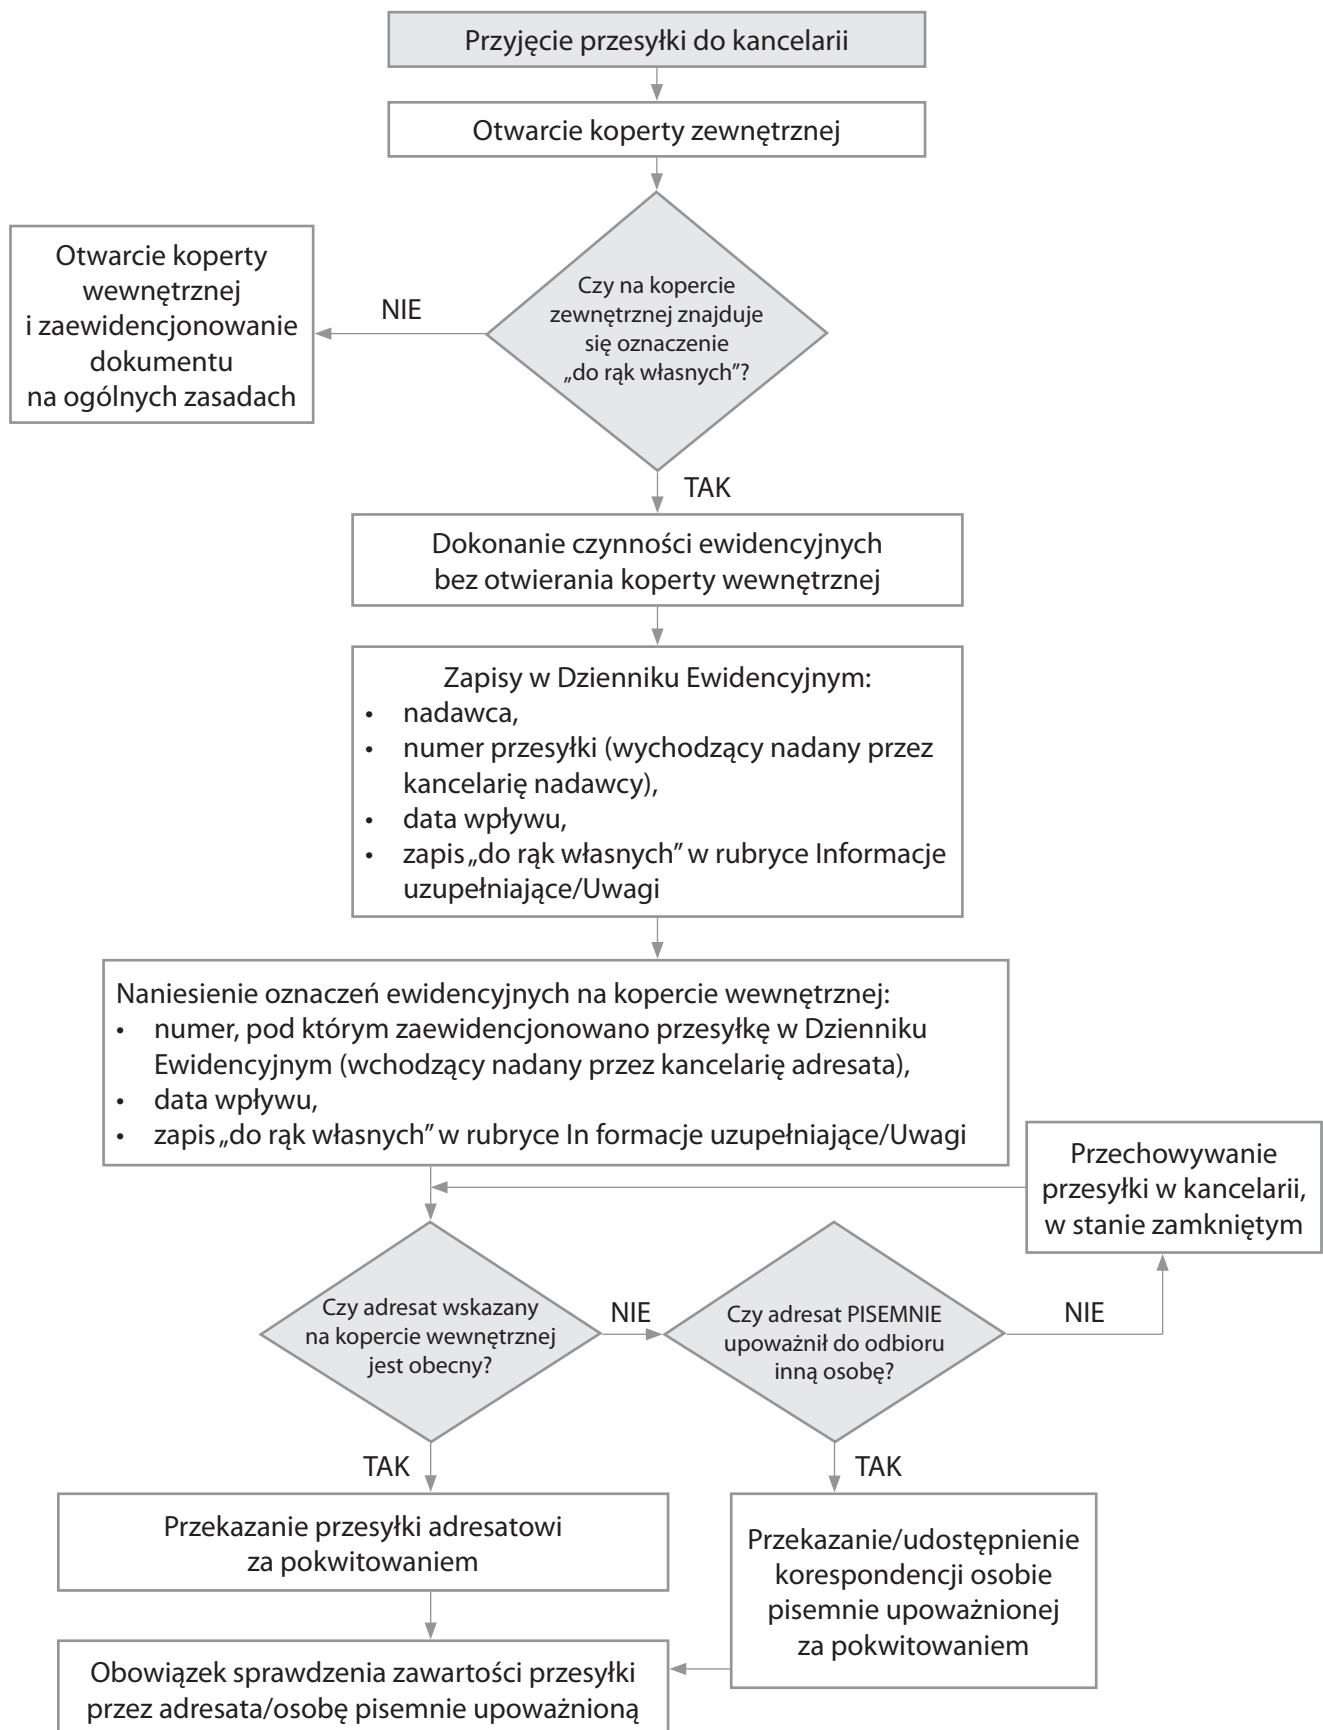 Przyjęcie przesyłki do kancelarii
Otwarcie koperty zewnętrznej
Czy na kopercie
zewnętrznej znajduje
się oznaczenie
„do rąk własnych”?
NIE
Otwarcie koperty
wewnętrznej
i zaewidencjonowanie
dokumentu
na ogólnych zasadach
TAK
Dokonanie czynności ewidencyjnych
bez otwierania koperty wewnętrznej
Zapisy w Dzienniku Ewidencyjnym:
• nadawca,
• numer przesyłki (wychodzący nadany przez
kancelarię nadawcy),
• data wpływu,
• zapis „do rąk własnych” w rubryce Informacje
uzupełniające/Uwagi
Naniesienie oznaczeń ewidencyjnych na kopercie wewnętrznej:
• numer, pod którym zaewidencjonowano przesyłkę w Dzienniku
Ewidencyjnym (wchodzący nadany przez kancelarię adresata),
• data wpływu,
• zapis „do rąk własnych” w rubryce In formacje uzupełniające/Uwagi
Przechowywanie
przesyłki w kancelarii,
w stanie zamkniętym
Czy adresat wskazany
na kopercie wewnętrznej
jest obecny?
NIE
Czy adresat PISEMNIE
upoważnił do odbioru
inną osobę?
NIE
TAK
TAK
Przekazanie przesyłki adresatowi
za pokwitowaniem
Przekazanie/udostępnienie
korespondencji osobie
pisemnie upoważnionej
za pokwitowaniem
Obowiązek sprawdzenia zawartości przesyłki
przez adresata/osobę pisemnie upoważnioną